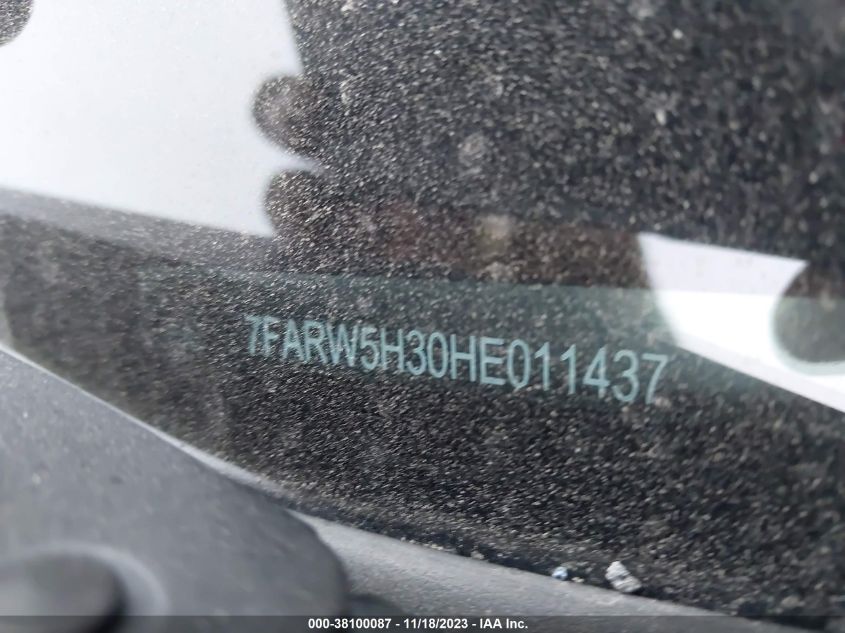 7FARW5H30HE011437
000-38100087 - 11/18/2023 - IAA Inc.